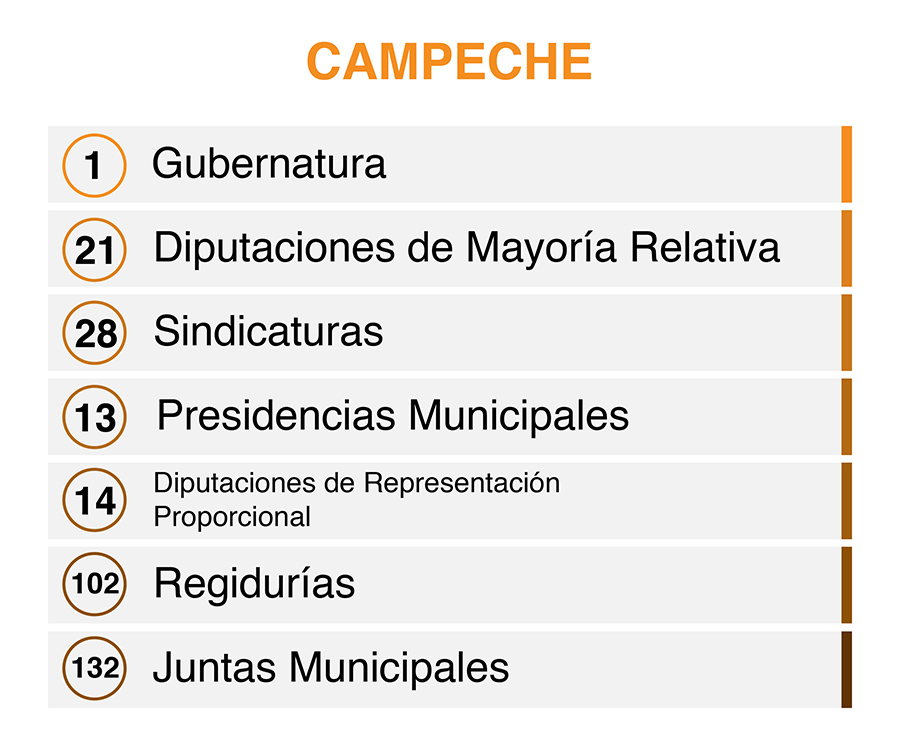 CAMPECHE
1 Gubernatura
21 Diputaciones de Mayoría Relativa
28 Sindicaturas
13 Presidencias Municipales
14 Diputaciones de Representación
Proporcional
102 Regidurías
132 Juntas Municipales